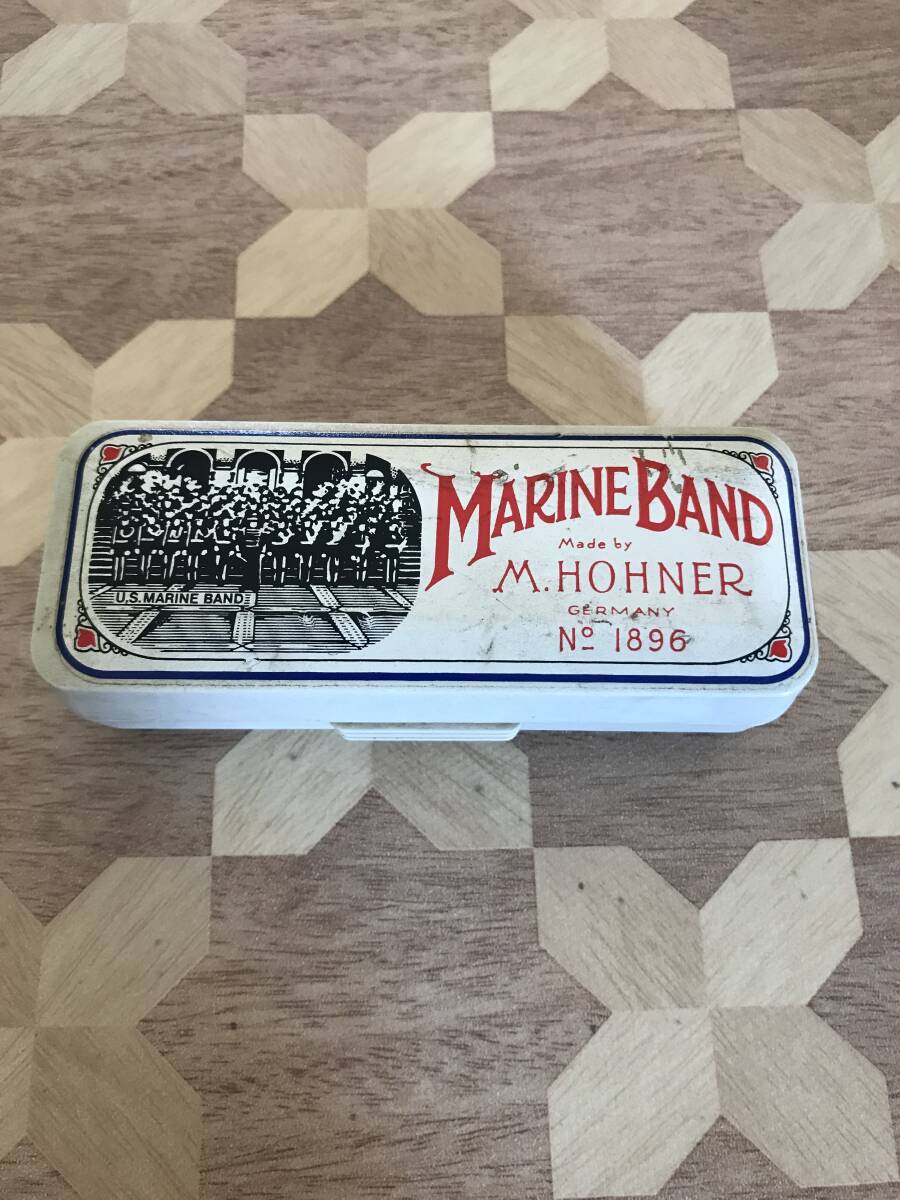 U.S. MARINE BAND
MARINE BAND
Made by
M. HOHNER
GERMANY
Nº 1896